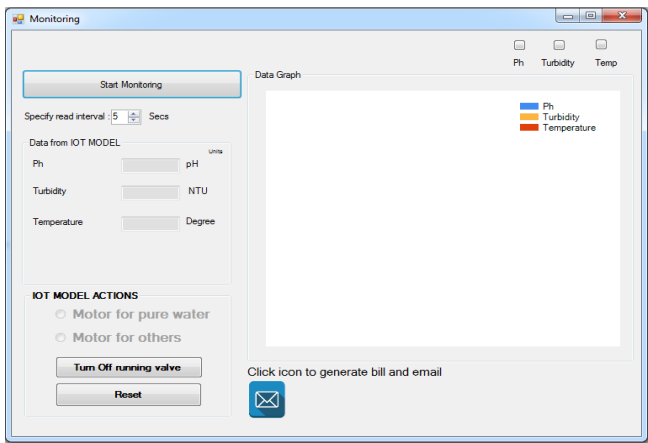 Monitoring
Ph Turbidity Temp
Start Monitoring
Data Graph
Specify read interval : 5 Secs
Ph
Turbidity
Temperature
Data from IOT MODEL
Units
Ph pH
Turbidity NTU
Temperature Degree
IOT MODEL ACTIONS
Motor for pure water
Motor for others
Turn Off running valve
Reset
Click icon to generate bill and email